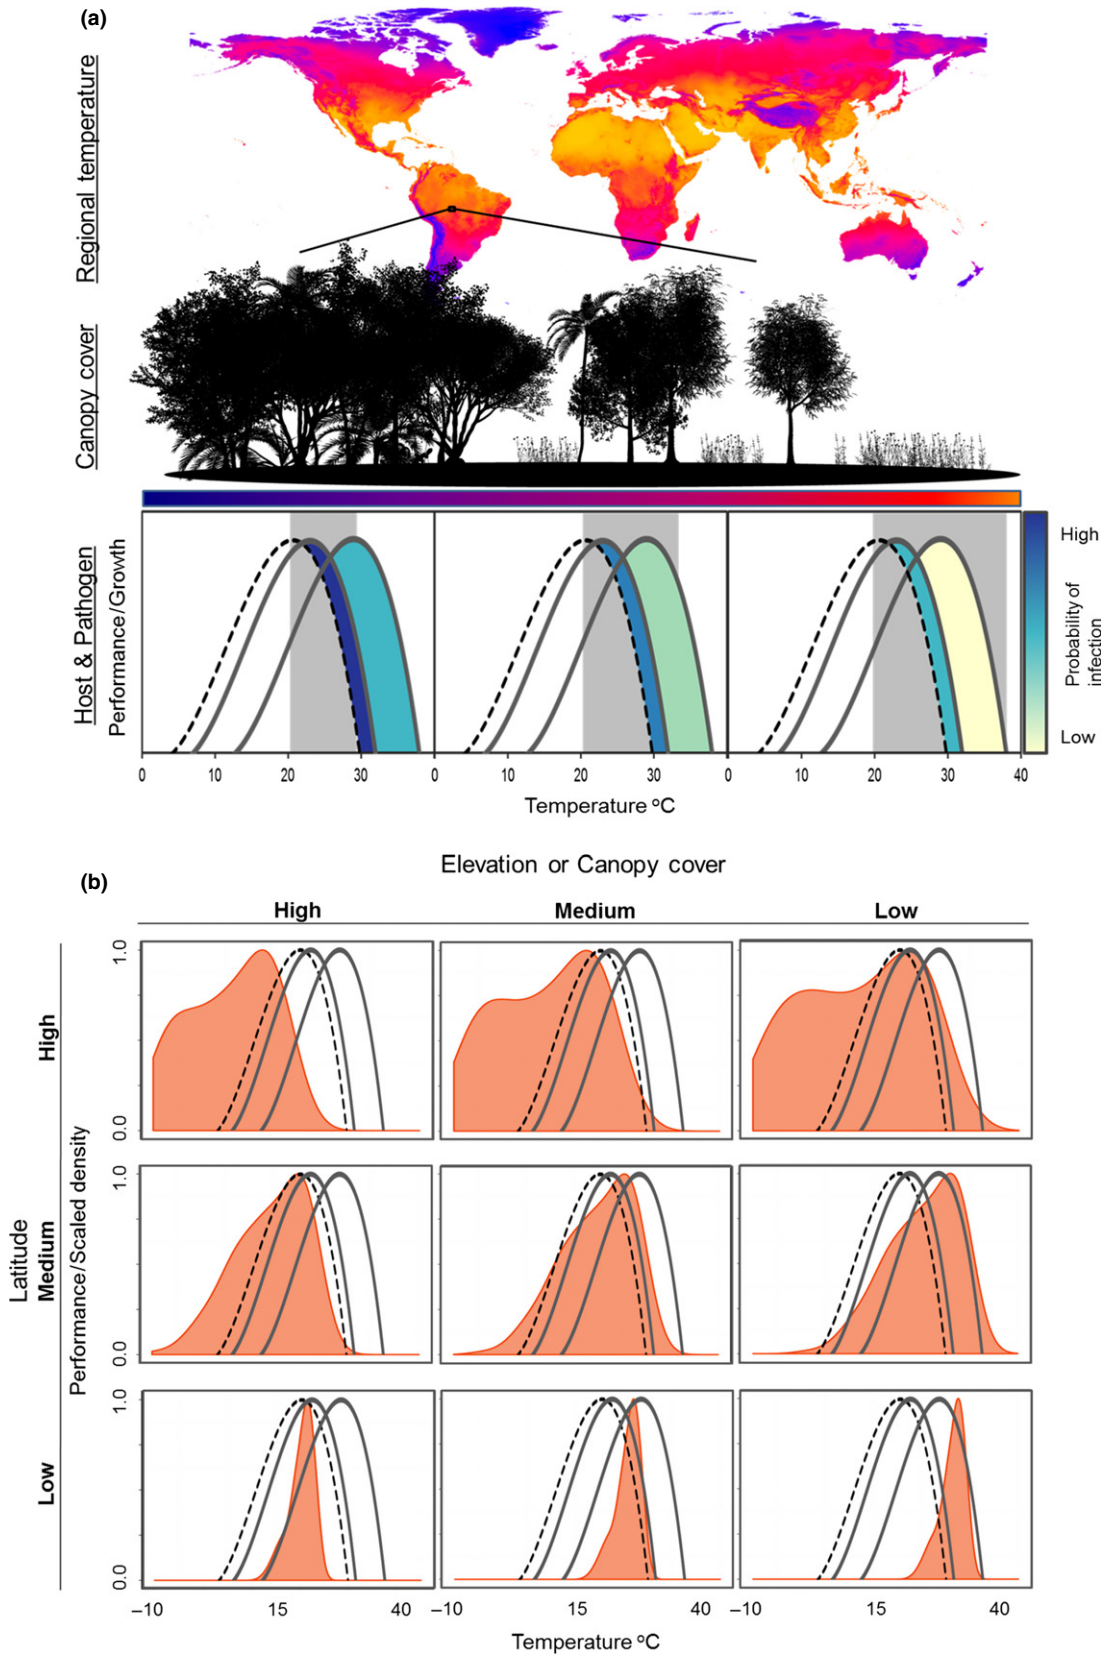 (a)
Regional temperature
Canopy cover
Host & Pathogen
Performance/Growth
High
Probability of
infection
Low
0 10 20 30 0 10 20 30 0 10 20 30 40
Temperature ºC
(b)
Elevation or Canopy cover
High Medium Low
Latitude
High
Medium
Low
Performance/Scaled density
1.0
0.0
1.0
0.0
1.0
0.0
–10 15 40 15 40 –10 15 40
Temperature ºC